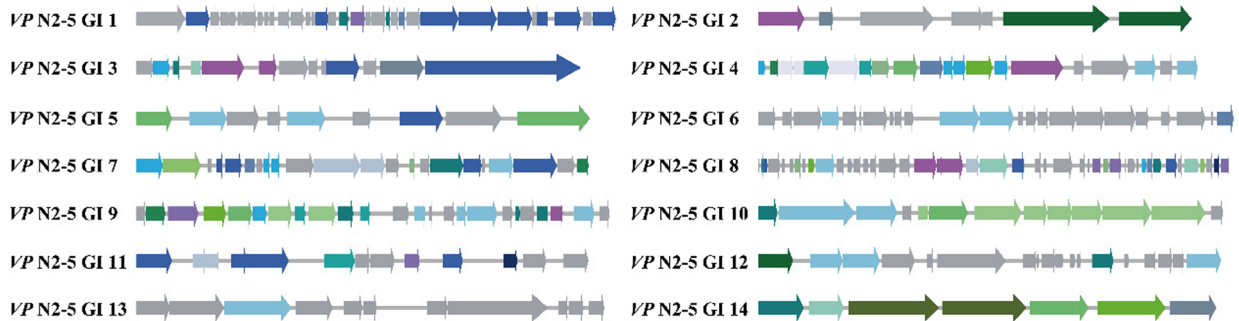 VP N2-5 GI 1
VP N2-5 GI 2
VP N2-5 GI 3
VP N2-5 GI 4
VP N2-5 GI 5
VP N2-5 GI 6
VP N2-5 GI 7
VP N2-5 GI 8
VP N2-5 GI 9
VP N2-5 GI 10
VP N2-5 GI 11
VP N2-5 GI 12
VP N2-5 GI 13
VP N2-5 GI 14